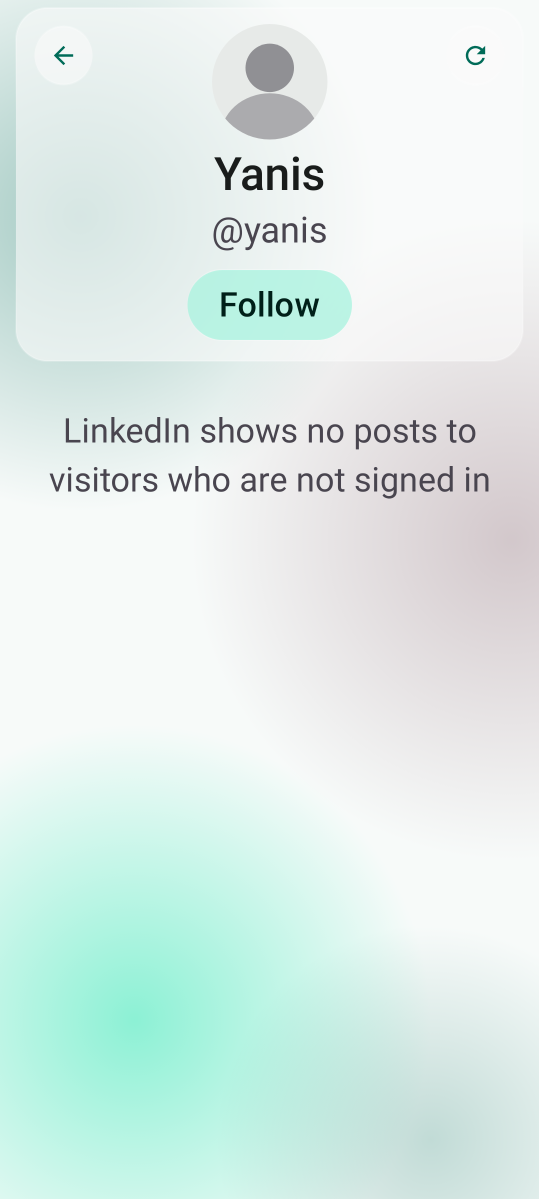 Yanis
@yanis
Follow
LinkedIn shows no posts to
visitors who are not signed in